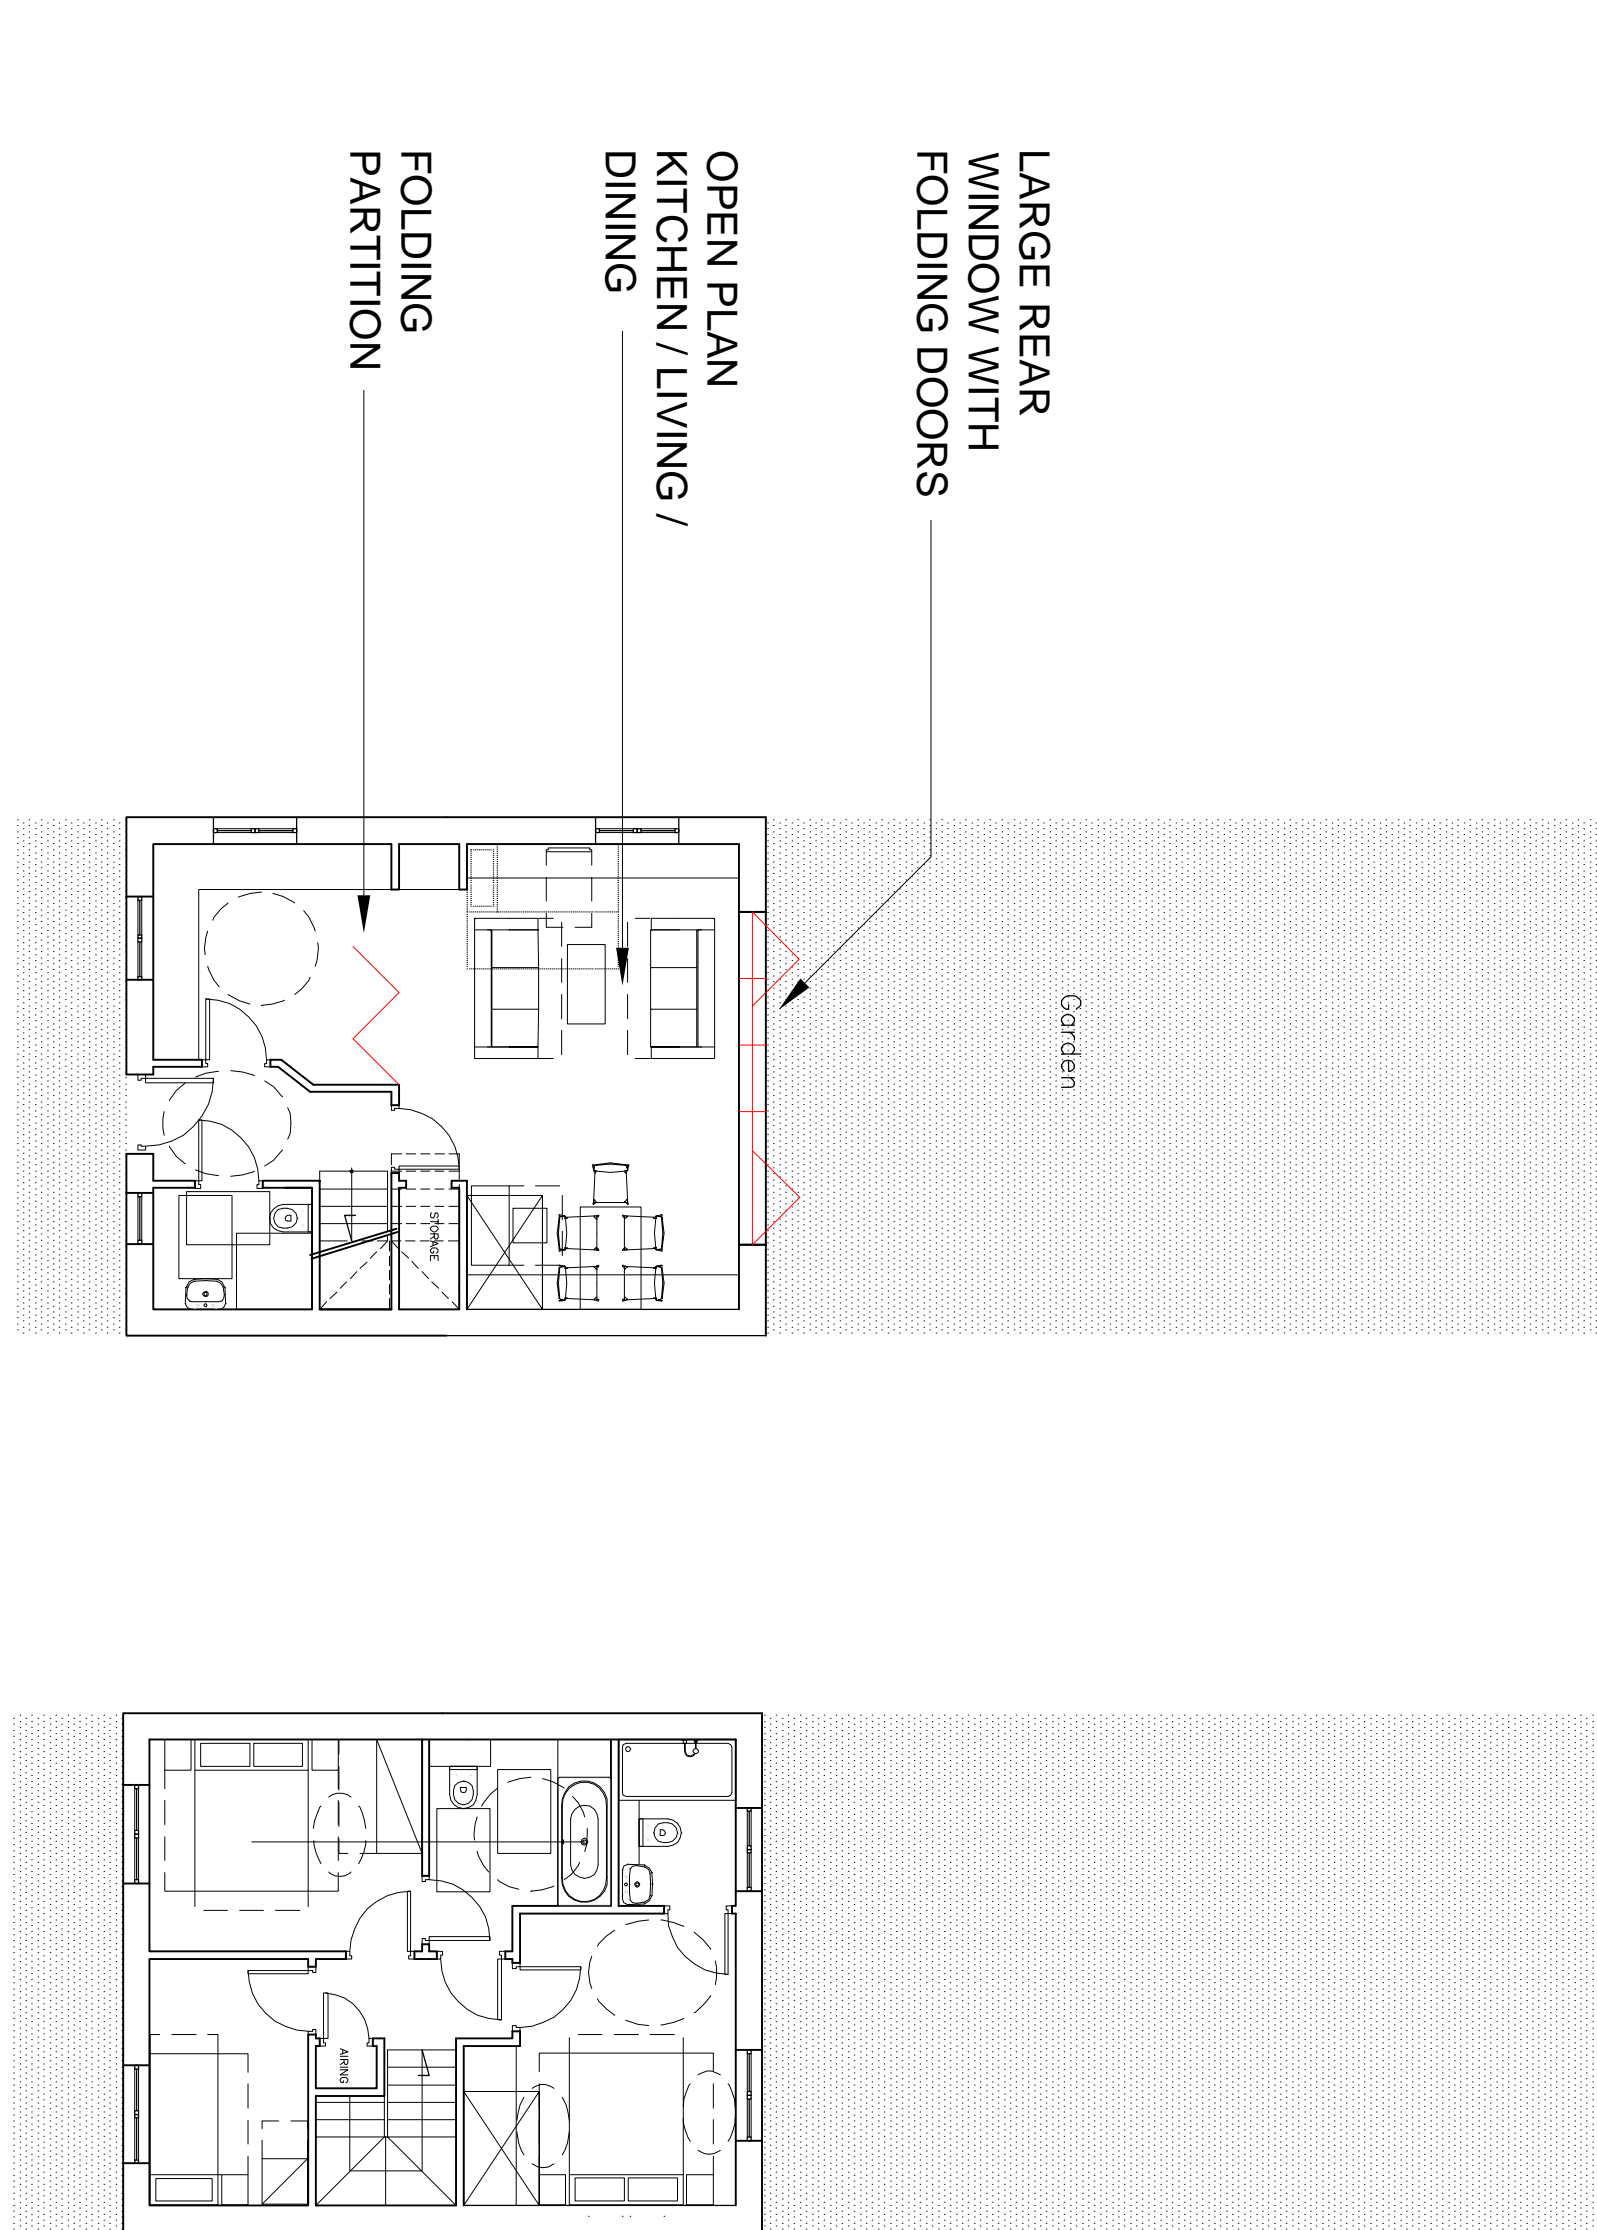 LARGE REAR
WINDOW WITH
FOLDING DOORS
OPEN PLAN
KITCHEN / LIVING /
DINING
FOLDING
PARTITION
Garden
STORAGE
AIRING